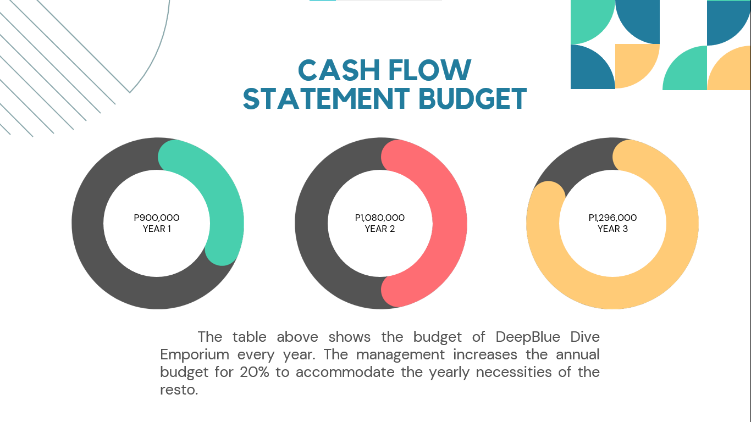 CASH FLOW
STATEMENT BUDGET
P900,000
YEAR 1
P1,080,000
YEAR 2
P1,296,000
YEAR 3
The table above shows the budget of DeepBlue Dive
Emporium every year. The management increases the annual
budget for 20% to accommodate the yearly necessities of the
resto.